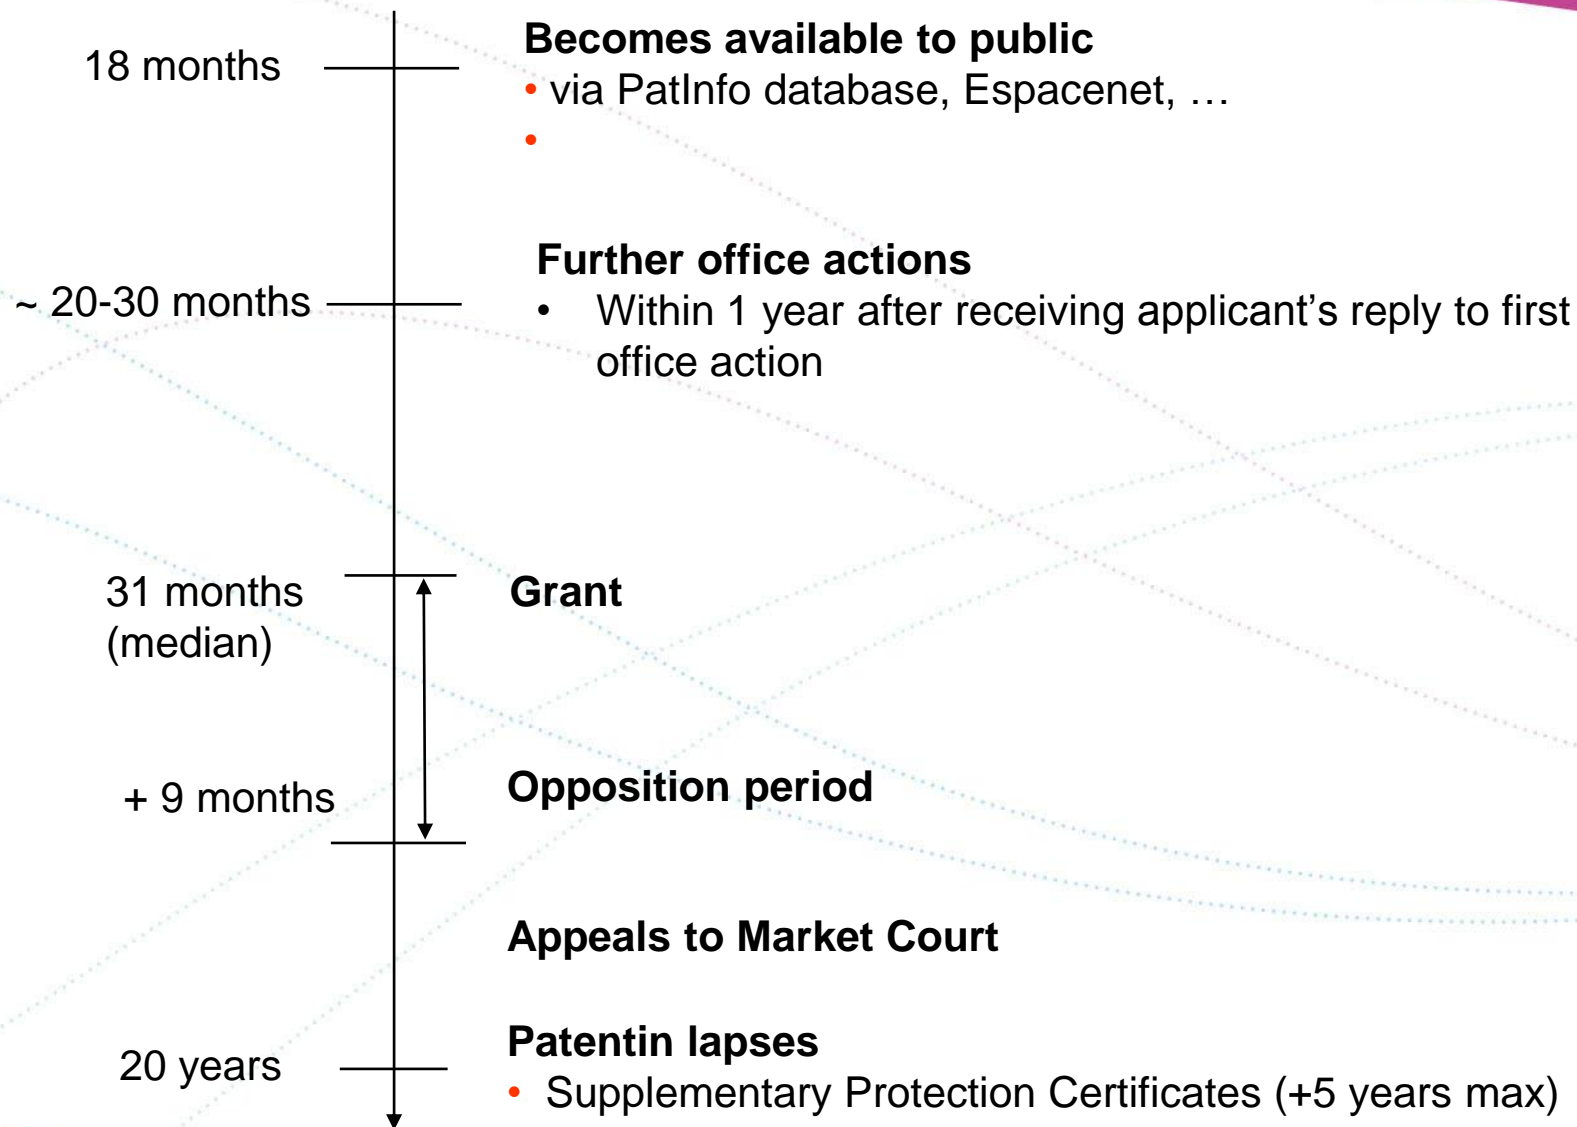 18 months
Becomes available to public
• via PatInfo database, Espacenet, …
•
~ 20-30 months
Further office actions
• Within 1 year after receiving applicant’s reply to first
office action
31 months
(median)
Grant
+ 9 months
Opposition period
Appeals to Market Court
20 years
Patentin lapses
• Supplementary Protection Certificates (+5 years max)